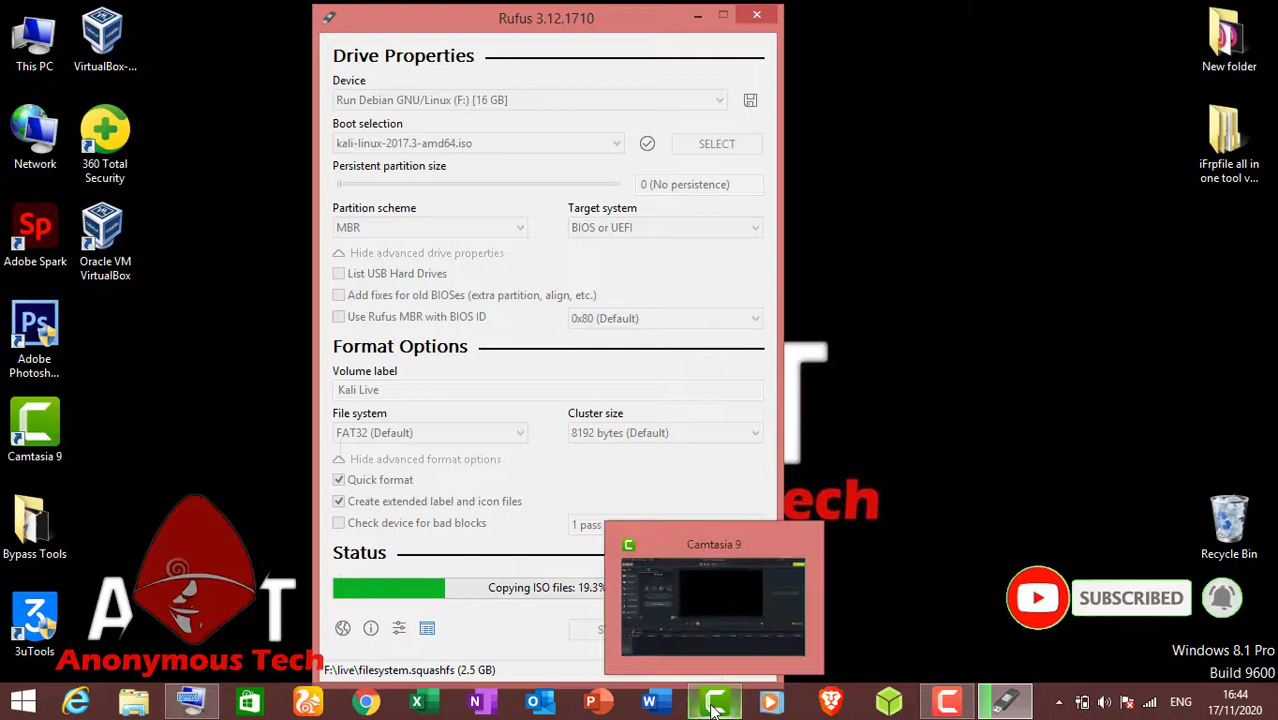 Rufus 3.12.1710
Drive Properties
Device
Run Debian GNU/Linux (F:) [16 GB]
Boot selection
kali-linux-2017.3-amd64.iso
SELECT
Persistent partition size
0 (No persistence)
Partition scheme
Target system
MBR
BIOS or UEFI
Hide advanced drive properties
List USB Hard Drives
Add fixes for old BIOSes (extra partition, align, etc.)
Use Rufus MBR with BIOS ID
0x80 (Default)
Format Options
Volume label
Kali Live
File system
Cluster size
FAT32 (Default)
8192 bytes (Default)
Hide advanced format options
Quick format
Create extended label and icon files
Check device for bad blocks
1 pass
Status
Copying ISO files: 19.3%
S
F:\live\filesystem.squashfs (2.5 GB)
Camtasia 9
This PC
VirtualBox-...
Network
360 Total
Security
Sp
Adobe Spark
Oracle VM
VirtualBox
Ps
Adobe
Photosh...
Camtasia 9
Bypass Tools
3
3uTools
A T
Anonymous Tech
T
ech
New folder
iFrpfile all in
one tool v...
Recycle Bin
SUBSCRIBED
Windows 8.1 Pro
Build 9600
ENG
16:44
17/11/2020